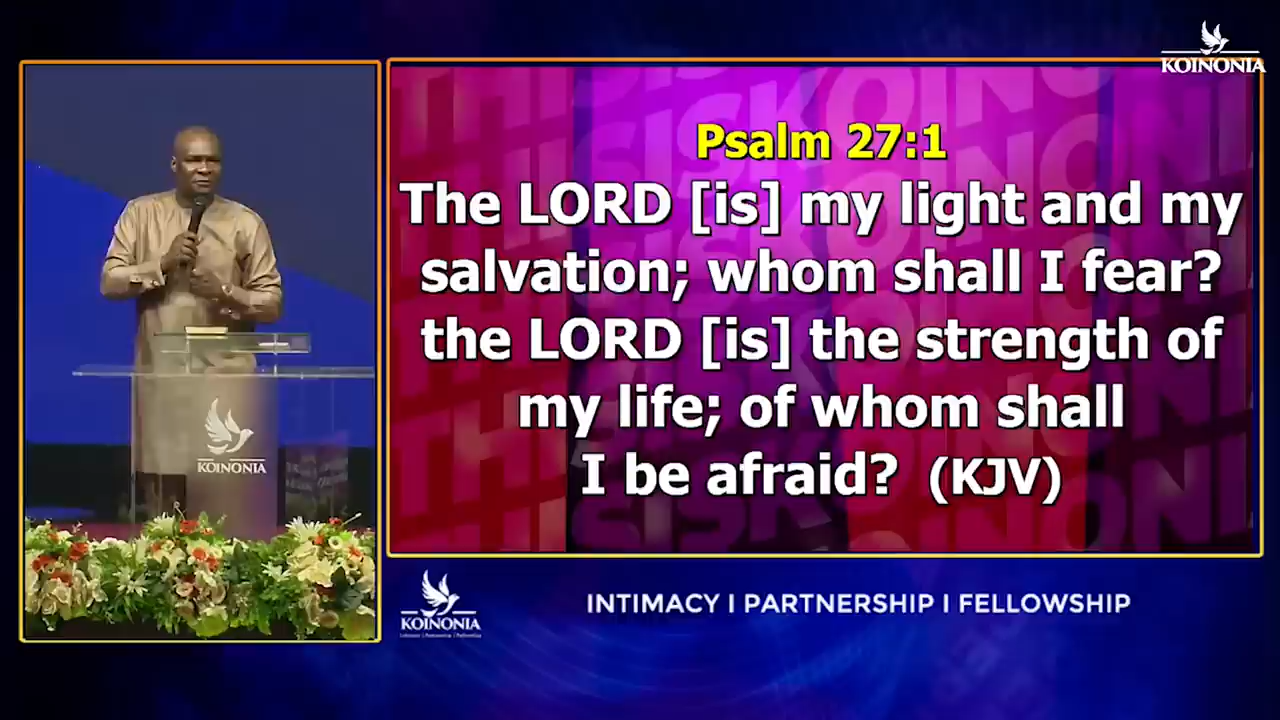 KOINONIA
Psalm 27:1
The LORD [is] my light and my
salvation; whom shall I fear?
the LORD [is] the strength of
my life; of whom shall
I be afraid? (KJV)
KOINONIA
KOINONIA
INTIMACY I PARTNERSHIP I FELLOWSHIP